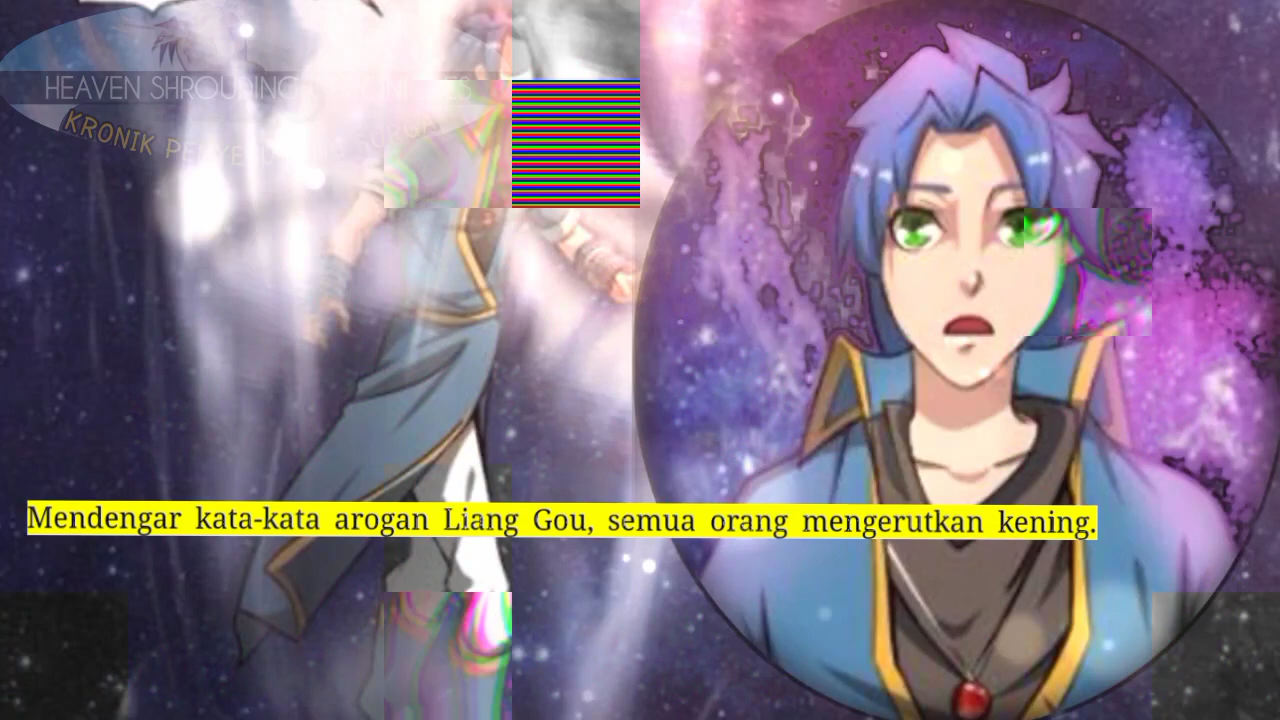 HEAVEN SHROUDING
KRONIK
Mendengar kata-kata arogan Liang Gou, semua orang mengerutkan kening.